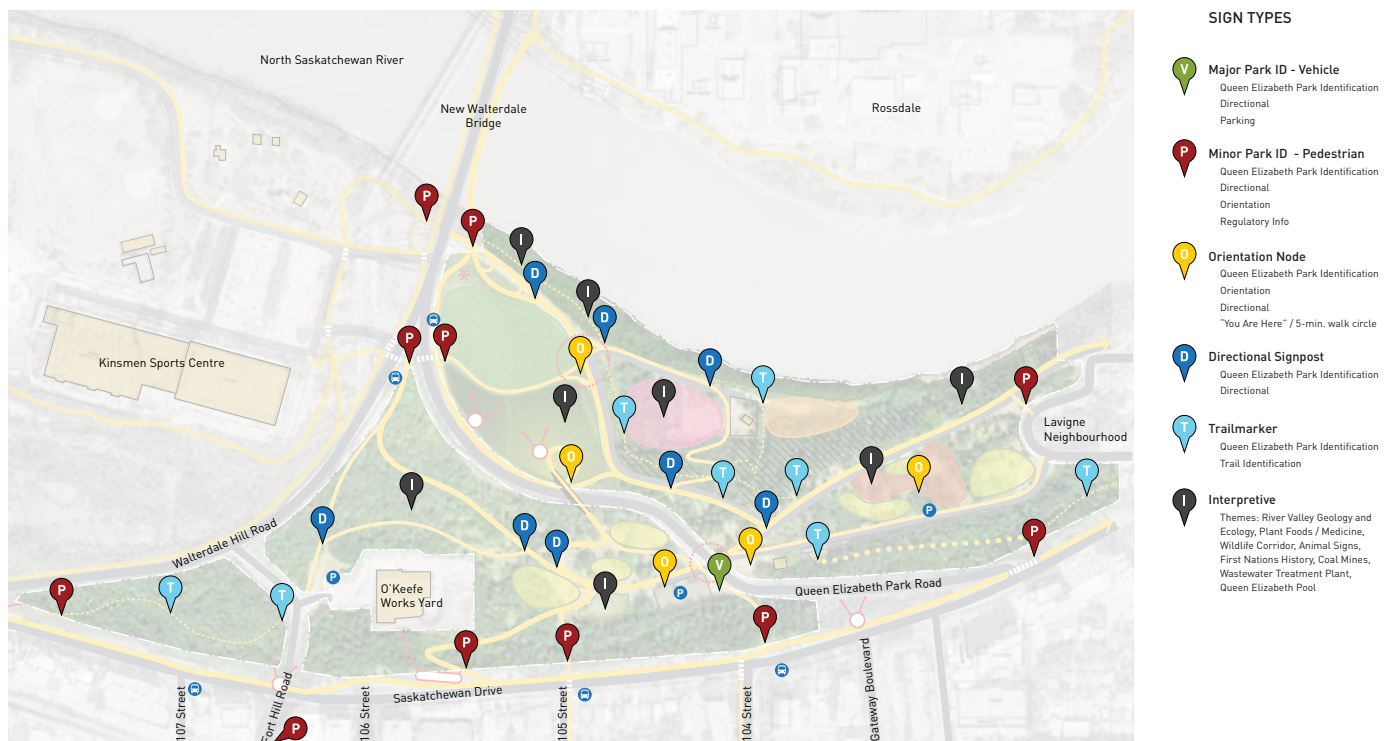 SIGN TYPES
V
Major Park ID - Vehicle
Queen Elizabeth Park Identification
Directional
Parking
P
Minor Park ID - Pedestrian
Queen Elizabeth Park Identification
Directional
Orientation
Regulatory Info
O
Orientation Node
Queen Elizabeth Park Identification
Orientation
Directional
"You Are Here" / 5-min. walk circle
D
Directional Signpost
Queen Elizabeth Park Identification
Directional
T
Trailmarker
Queen Elizabeth Park Identification
Trail Identification
I
Interpretive
Themes: River Valley Geology and
Ecology, Plant Foods / Medicine,
Wildlife Corridor, Animal Signs,
First Nations History, Coal Mines,
Wastewater Treatment Plant,
Queen Elizabeth Pool
North Saskatchewan River
New Walterdale
Bridge
Rossdale
P
P
I
D
I
D
P
P
O
D
Kinsmen Sports Centre
T
I
P
I
I
T
Lavigne
Neighbourhood
O
D
T
T
I
O
T
I
D
P
D
D
D
T
P
O
Walterdale Hill Road
O
V
P
O'Keefe
Works Yard
I
P
Queen Elizabeth Park Road
P
T
T
P
P
P
Saskatchewan Drive
107 Street
Fort Hill Road
106 Street
105 Street
104 Street
Gateway Boulevard
P